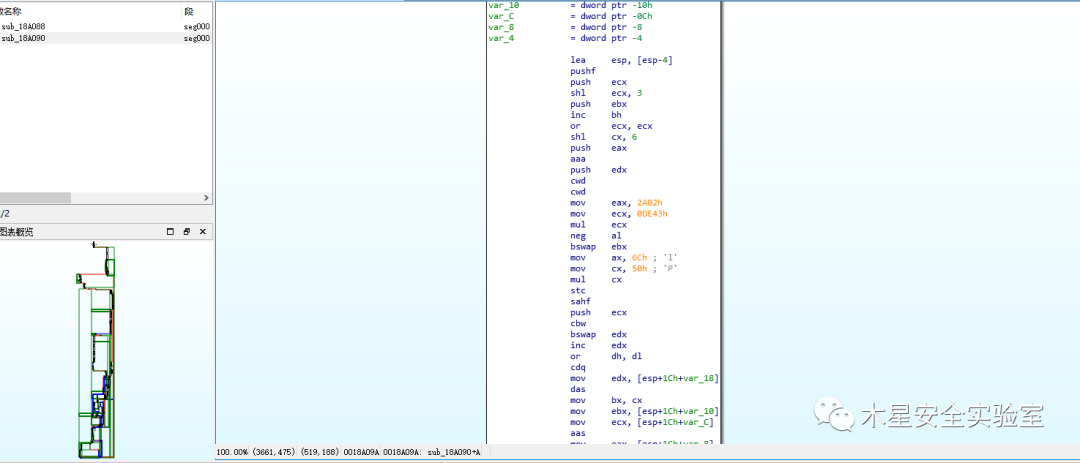 数名称 段
sub_18A088 seg000
sub_18A090 seg000
/2
图表概览
var_10 = dword ptr -10h
var_C = dword ptr -0Ch
var_8 = dword ptr -8
var_4 = dword ptr -4
lea esp, [esp-4]
pushf
push ecx
shl ecx, 3
push ebx
inc bh
or ecx, ecx
shl cx, 6
push eax
aaa
push edx
cwd
cwd
mov eax, 2A02h
mov ecx, 0DE43h
mul ecx
neg al
bswap ebx
mov ax, 6Ch ; 'l'
mov cx, 50h ; 'P'
mul cx
stc
sahf
push ecx
cbw
bswap edx
inc edx
or dh, dl
cdq
mov edx, [esp+1Ch+var_18]
das
mov bx, cx
mov ebx, [esp+1Ch+var_10]
mov ecx, [esp+1Ch+var_C]
aas
mov eax, [esp+1Ch+var_8]
100.00% (3661,475) (519,188) 0018A09A 0018A09A: sub_18A090+A
木星安全实验室